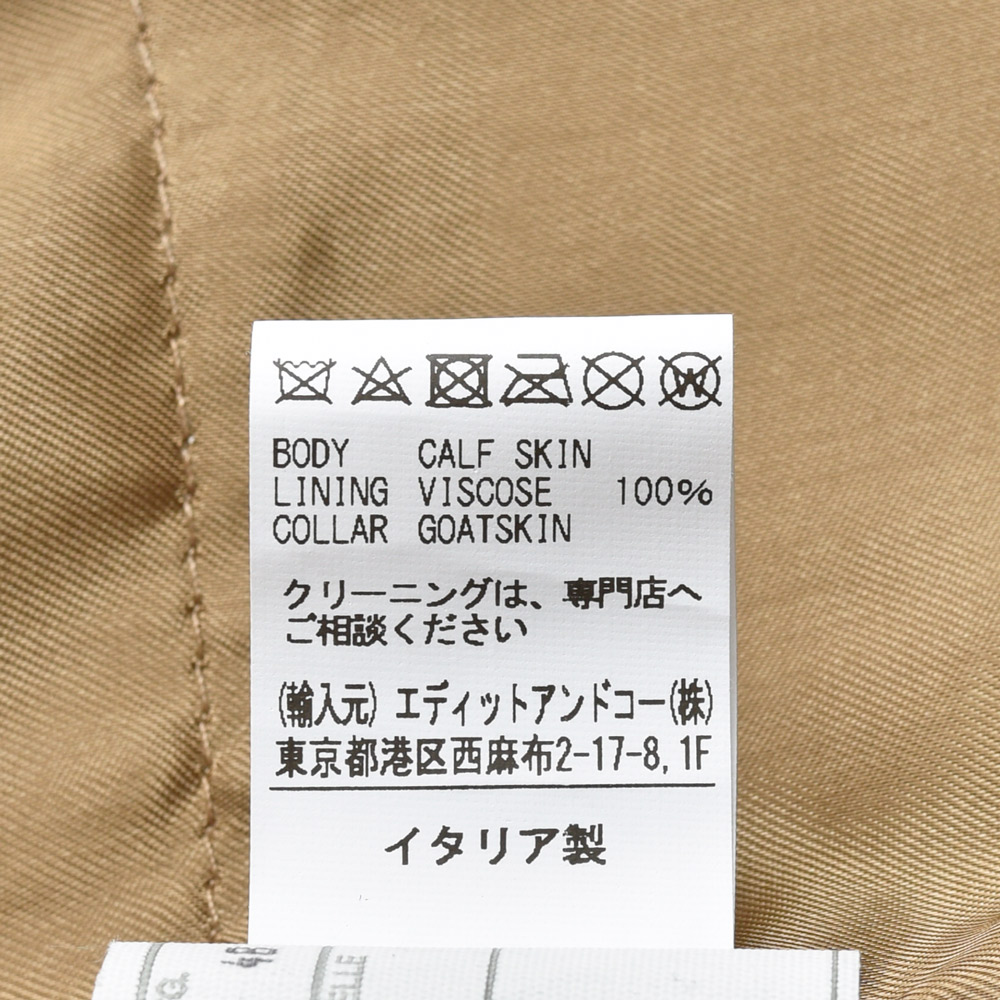 W
BODY CALF SKIN
LINING VISCOSE 100%
COLLAR GOATSKIN
クリーニングは、専門店へ
ご相談ください
(輸入元) エディットアンドコー(株)
東京都港区西麻布2-17-8, 1F
イタリア製